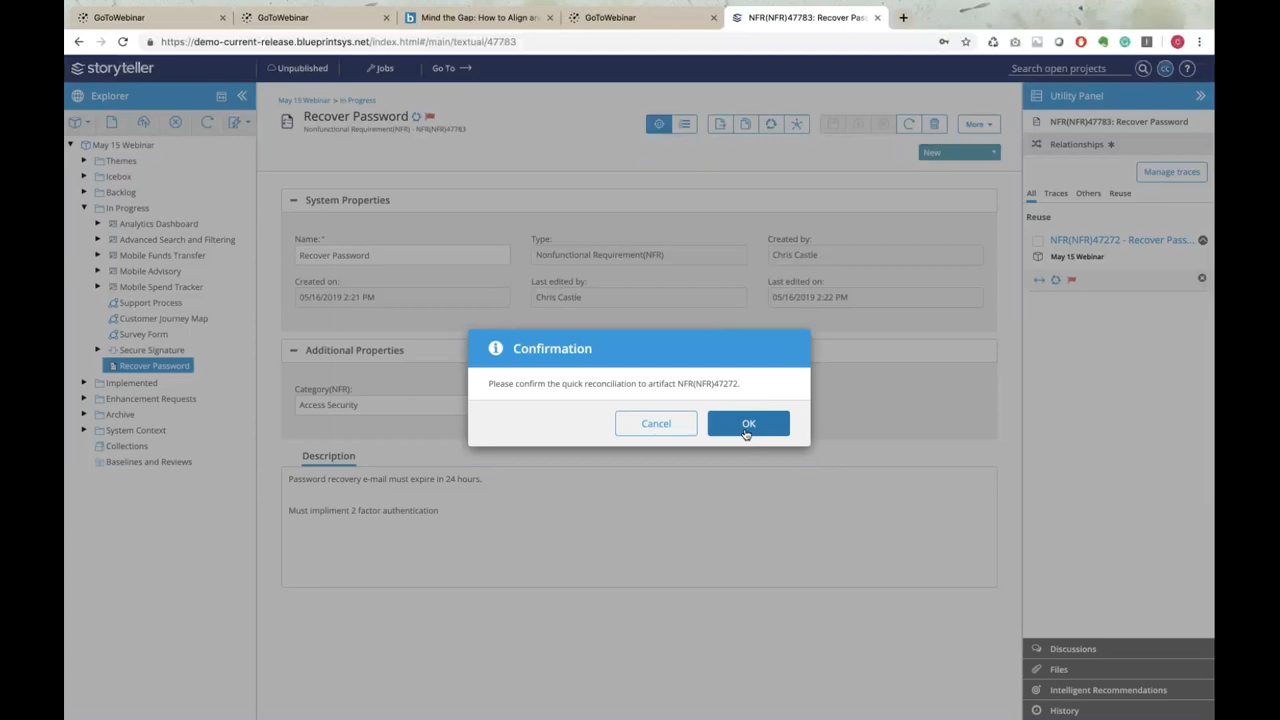 GoToWebinar
GoToWebinar
Mind the Gap: How to Align an
GoToWebinar
NFR(NFR)47783: Recover Pas
https://demo-current-release.blueprintsys.net/index.html#/main/textual/47783
storyteller
Unpublished
Jobs
Go To
Search open projects
CC
?
Explorer
May 15 Webinar > In Progress
Recover Password
Nonfunctional Requirement(NFR) - NFR(NFR)47783
More
New
Utility Panel
NFR(NFR)47783: Recover Password
Relationships
Manage traces
All
Traces
Others
Reuse
Reuse
NFR(NFR)47272 - Recover Pass...
May 15 Webinar
May 15 Webinar
Themes
Icebox
Backlog
In Progress
Analytics Dashboard
Advanced Search and Filtering
Mobile Funds Transfer
Mobile Advisory
Mobile Spend Tracker
Support Process
Customer Journey Map
Survey Form
Secure Signature
Recover Password
Implemented
Enhancement Requests
Archive
System Context
Collections
Baselines and Reviews
System Properties
Name: *
Type:
Created by:
Recover Password
Nonfunctional Requirement(NFR)
Chris Castle
Created on:
Last edited by:
Last edited on:
05/16/2019 2:21 PM
Chris Castle
05/16/2019 2:22 PM
Additional Properties
Category(NFR):
Access Security
Confirmation
Please confirm the quick reconciliation to artifact NFR(NFR)47272.
Cancel
OK
Description
Password recovery e-mail must expire in 24 hours.
Must impliment 2 factor authentication
Discussions
Files
Intelligent Recommendations
History